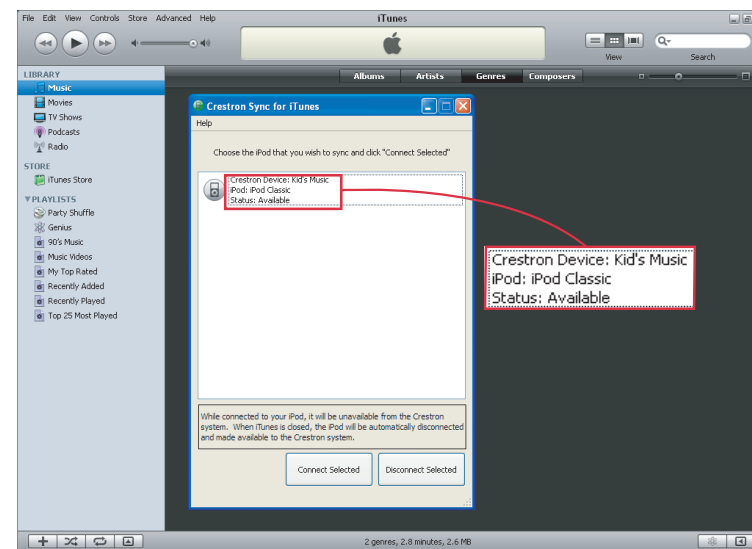 File Edit View Controls Store Advanced Help
iTunes
View
Search
LIBRARY
Music
Movies
TV Shows
Podcasts
Radio
STORE
iTunes Store
PLAYLISTS
Party Shuffle
Genius
90's Music
Music Videos
My Top Rated
Recently Added
Recently Played
Top 25 Most Played
Albums Artists Genres Composers
Crestron Sync for iTunes
Help
Choose the iPod that you wish to sync and click "Connect Selected"
Crestron Device: Kid's Music
iPod: iPod Classic
Status: Available
Crestron Device: Kid's Music
iPod: iPod Classic
Status: Available
While connected to your iPod, it will be unavailable from the Crestron
system. When iTunes is closed, the iPod will be automatically disconnected
and made available to the Crestron system.
Connect Selected
Disconnect Selected
2 genres, 2.8 minutes, 2.6 MB